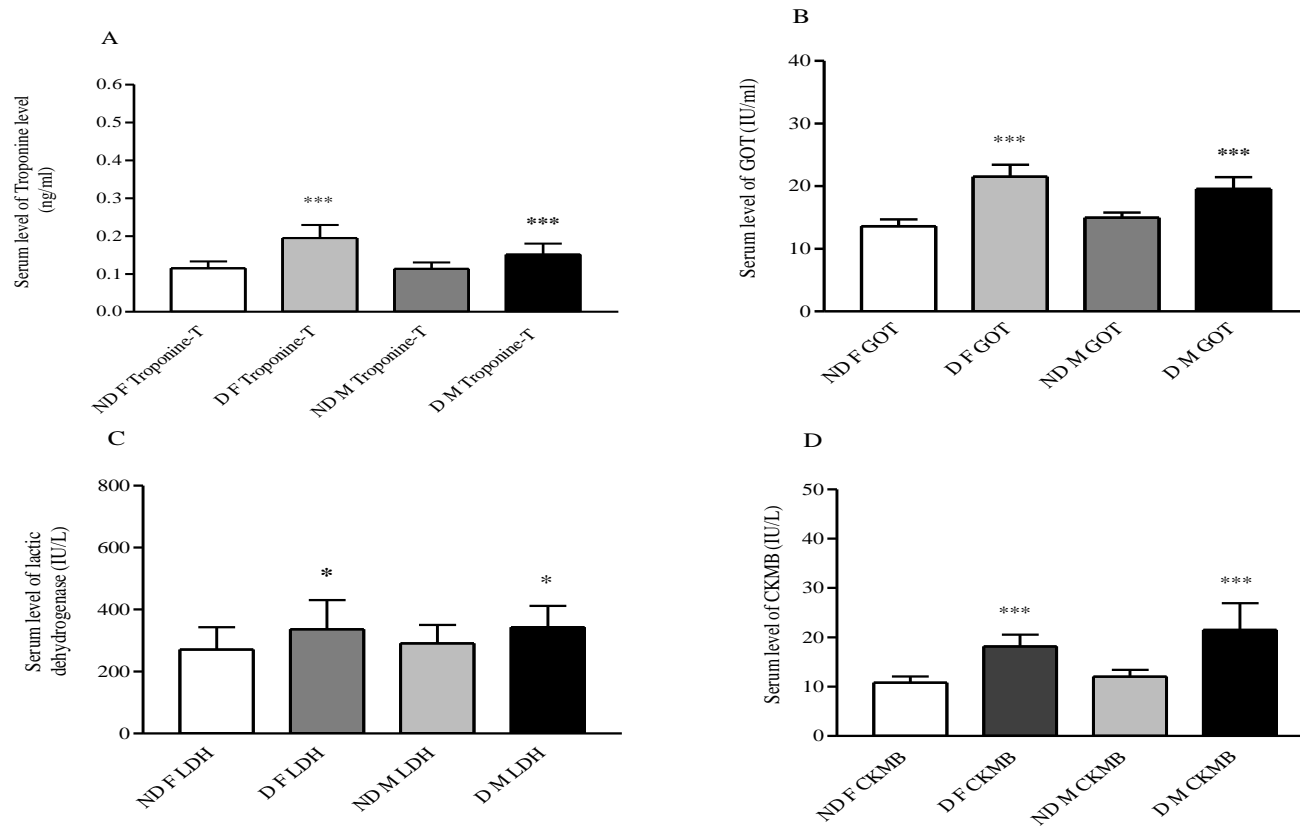 A
Serum level of Troponine level
(ng/ml)
0.6
0.5
0.4
0.3
0.2
0.1
0.0
***
***
ND F Troponine-T
D F Troponine-T
ND M Troponine-T
D M Troponine-T
B
Serum level of GOT (IU/ml)
40
30
20
10
0
***
***
ND F GOT
D F GOT
ND M GOT
D M GOT
C
Serum level of lactic
dehydrogenase (IU/L)
800
600
400
200
0
*
*
ND F LDH
D F LDH
ND M LDH
D M LDH
D
Serum level of CKMB (IU/L)
50
40
30
20
10
0
***
***
ND F CKMB
D F CKMB
ND M CKMB
D M CKMB